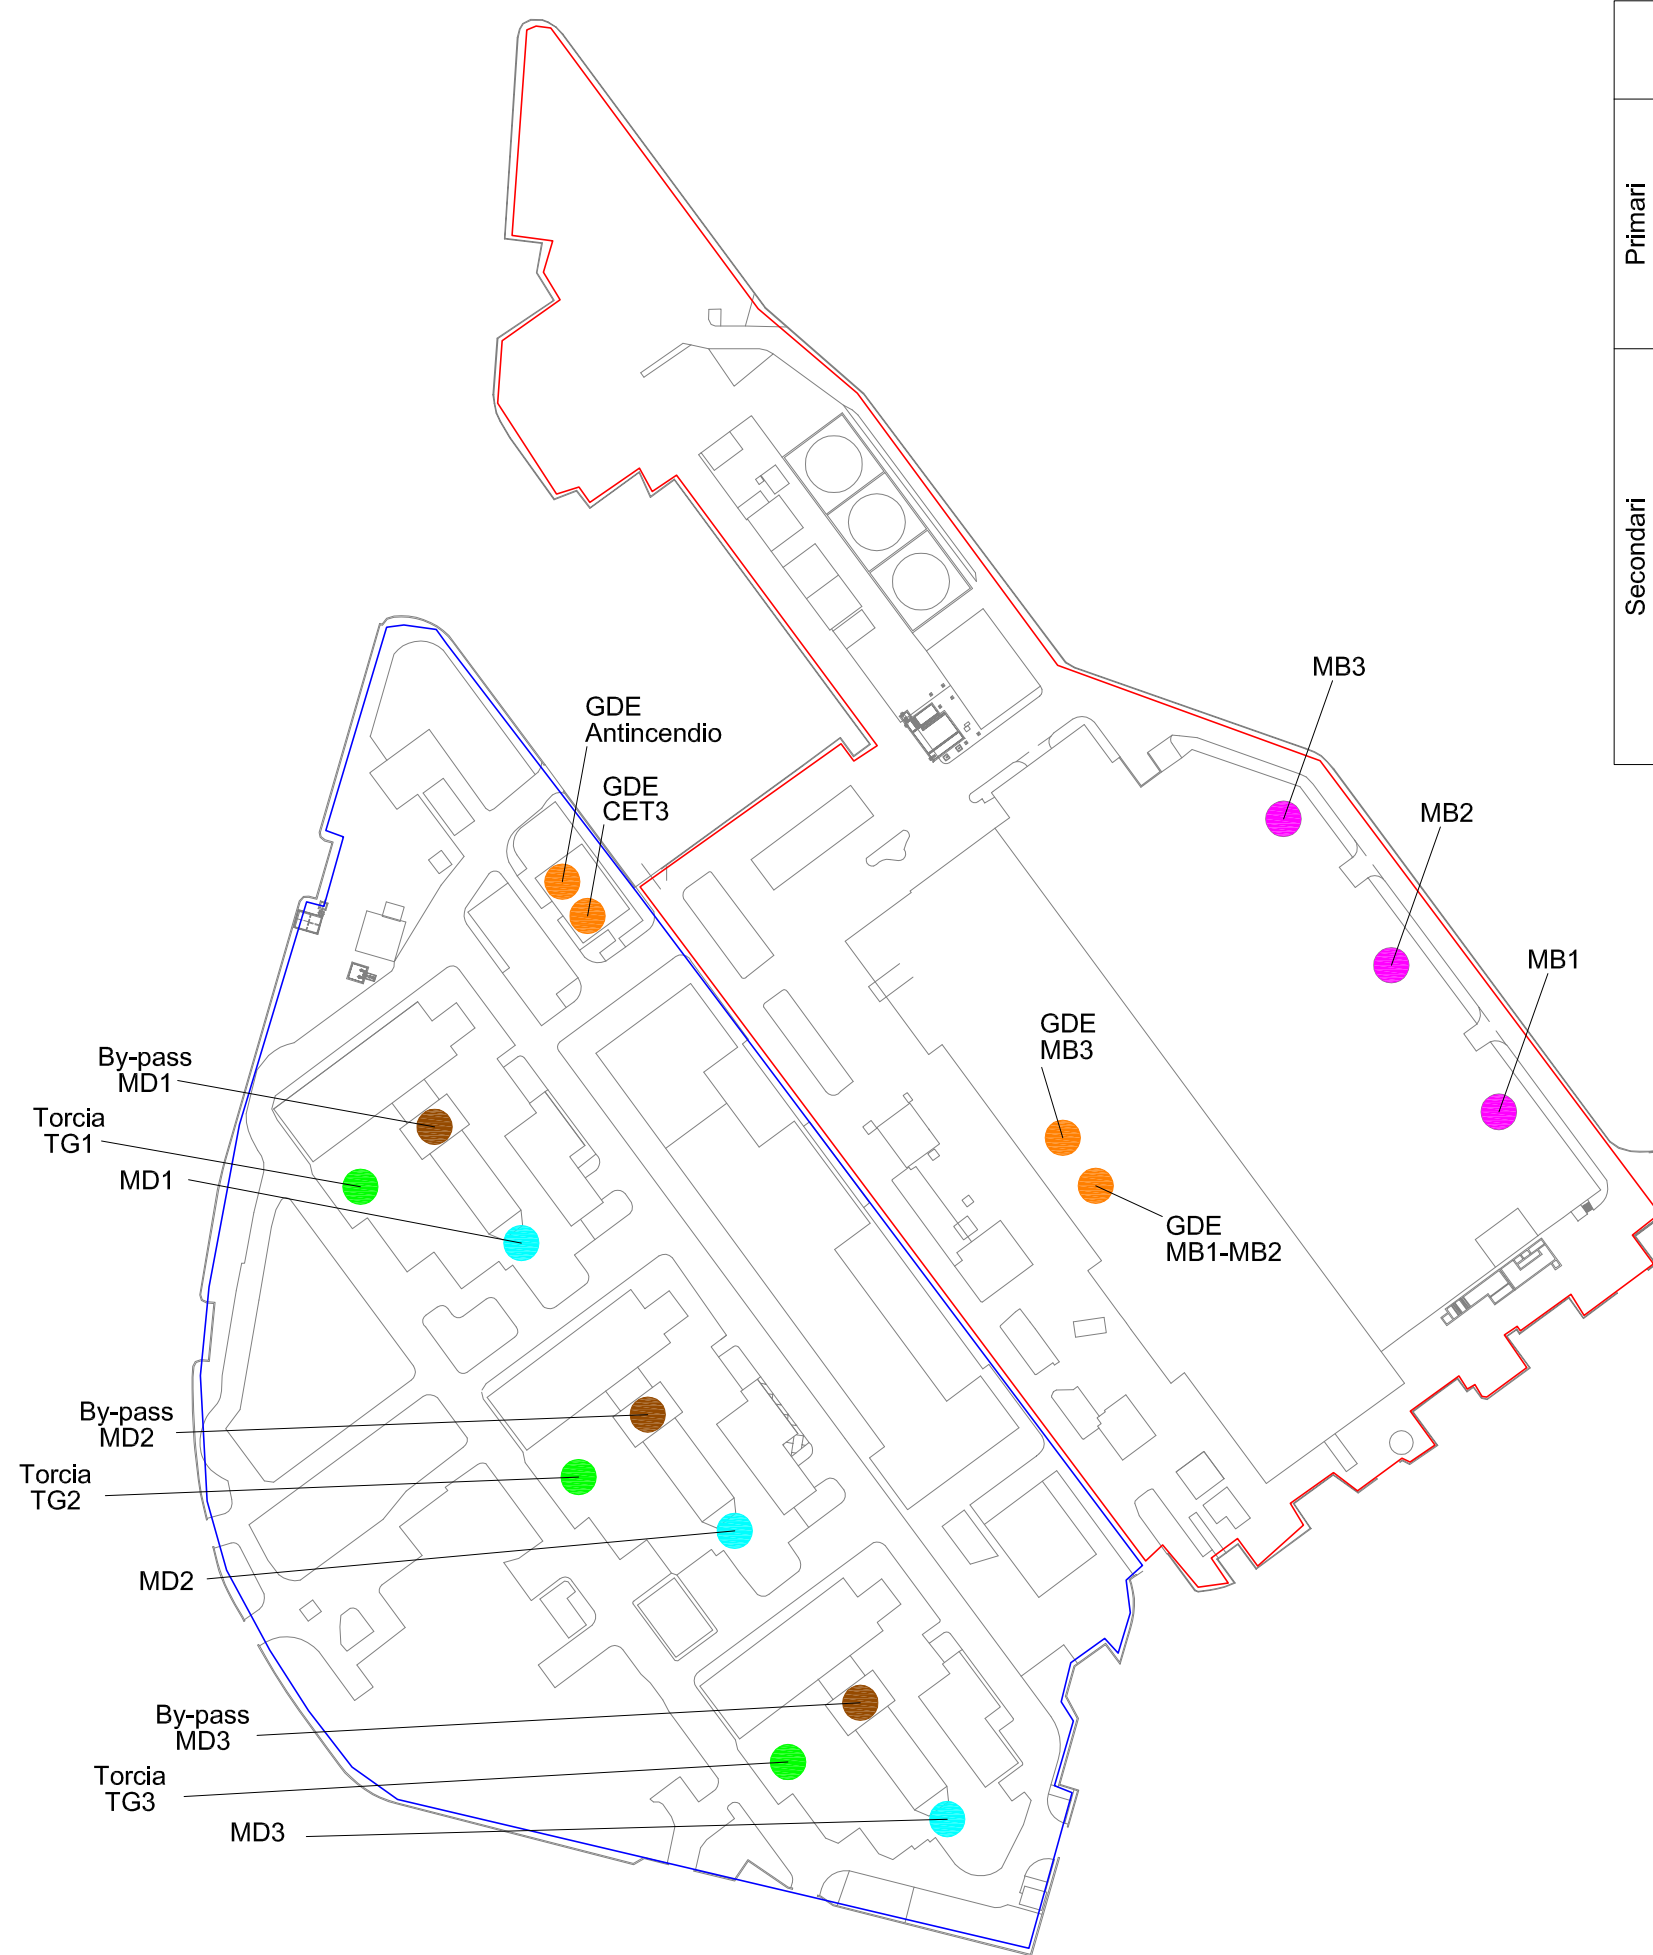 Primari
Secondari
MB3
GDE
Antincendio
GDE
CET3
MB2
MB1
GDE
MB3
By-pass
MD1
Torcia
TG1
MD1
GDE
MB1-MB2
By-pass
MD2
Torcia
TG2
MD2
By-pass
MD3
Torcia
TG3
MD3